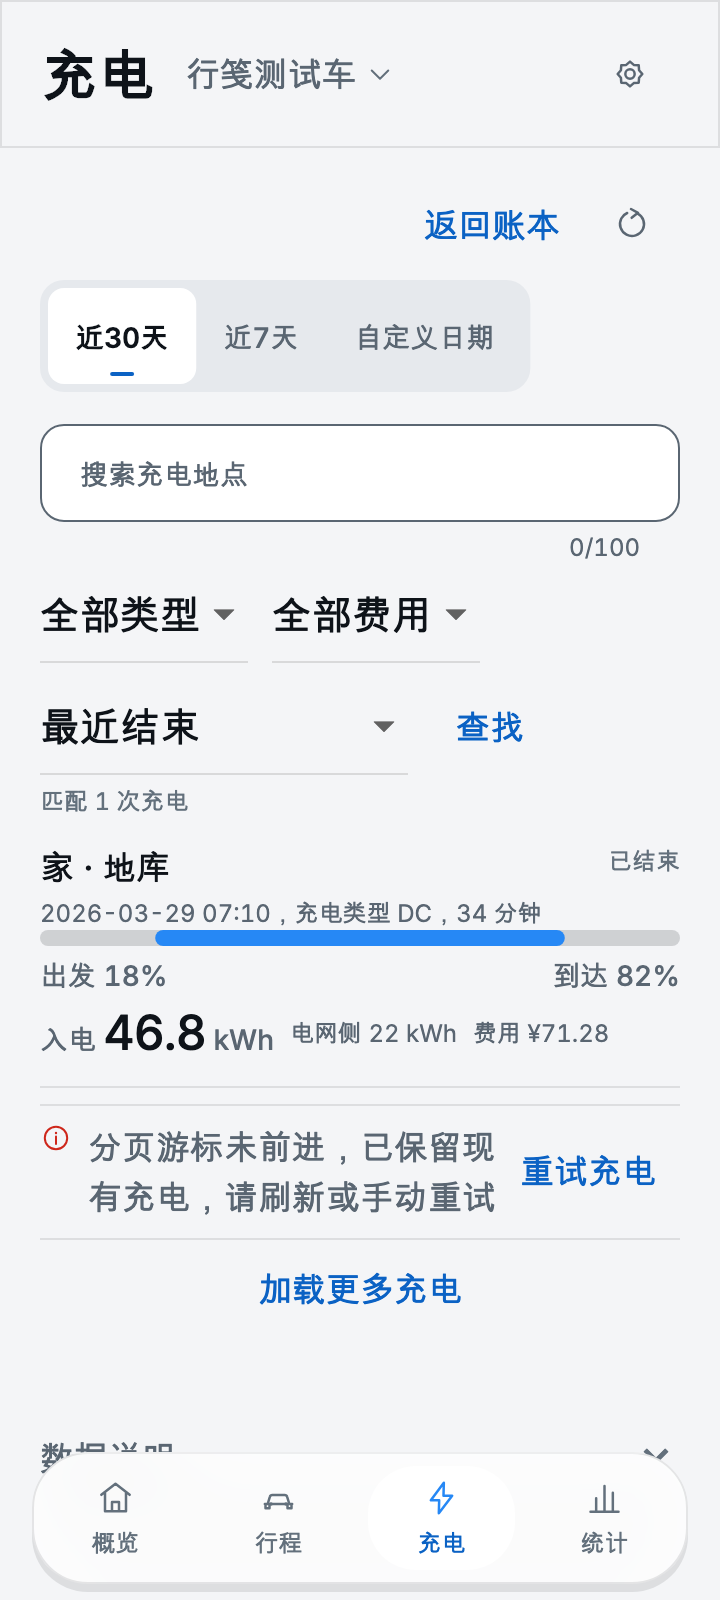 充电 行笺测试车
返回账本
近30天 近7天 自定义日期
搜索充电地点
0/100
全部类型 全部费用
最近结束 查找
匹配 1 次充电
家 · 地库 已结束
2026-03-29 07:10，充电类型 DC，34 分钟
出发 18% 到达 82%
入电 46.8 kWh 电网侧 22 kWh 费用 ¥71.28
分页游标未前进，已保留现
有充电，请刷新或手动重试
重试充电
加载更多充电
数据说明
概览 行程 充电 统计